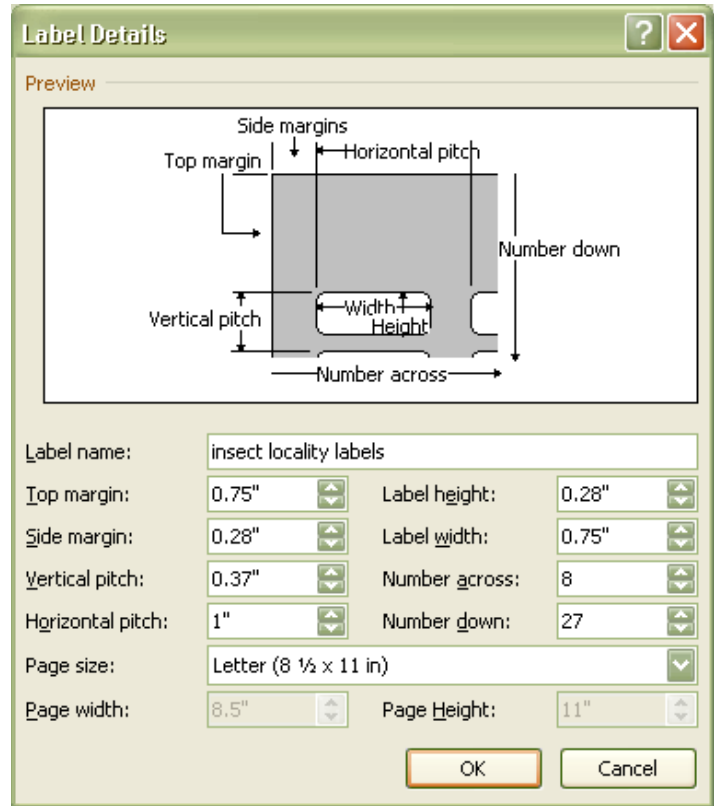 Label Details
Preview
Side margins
Top margin Horizontal pitch
Number down
Vertical pitch Width
Height
Number across
Label name: insect locality labels
Top margin: 0.75" Label height: 0.28"
Side margin: 0.28" Label width: 0.75"
Vertical pitch: 0.37" Number across: 8
Horizontal pitch: 1" Number down: 27
Page size: Letter (8 ½ x 11 in)
Page width: 8.5" Page Height: 11"
OK Cancel